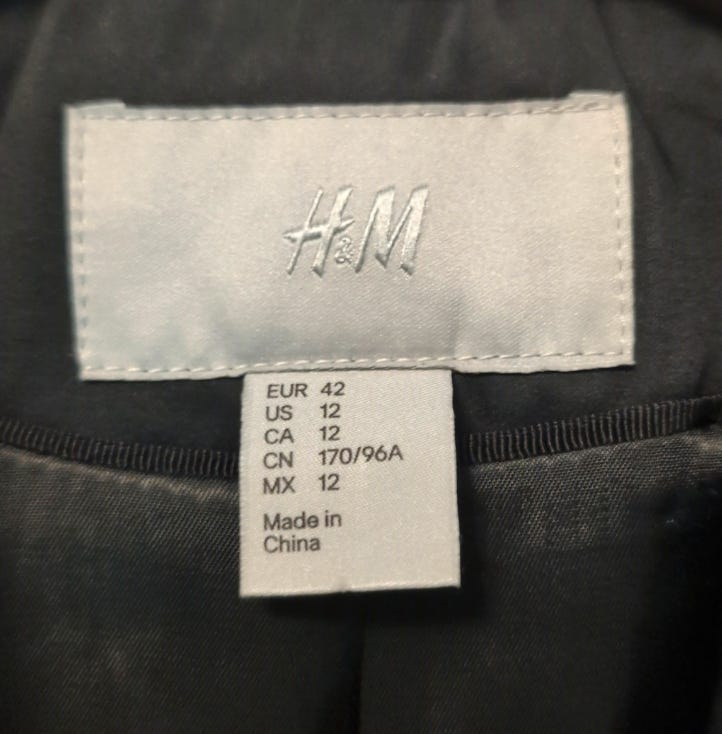 H&M
EUR 42
US 12
CA 12
CN 170/96A
MX 12
Made in
China